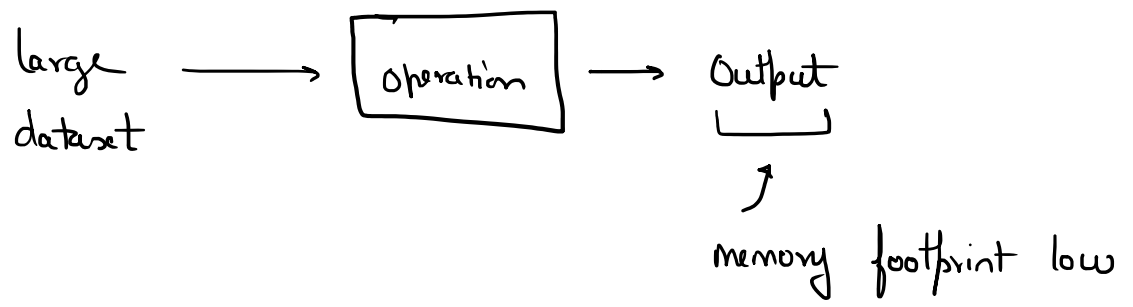 large
dataset
operation
Output
memory footprint low